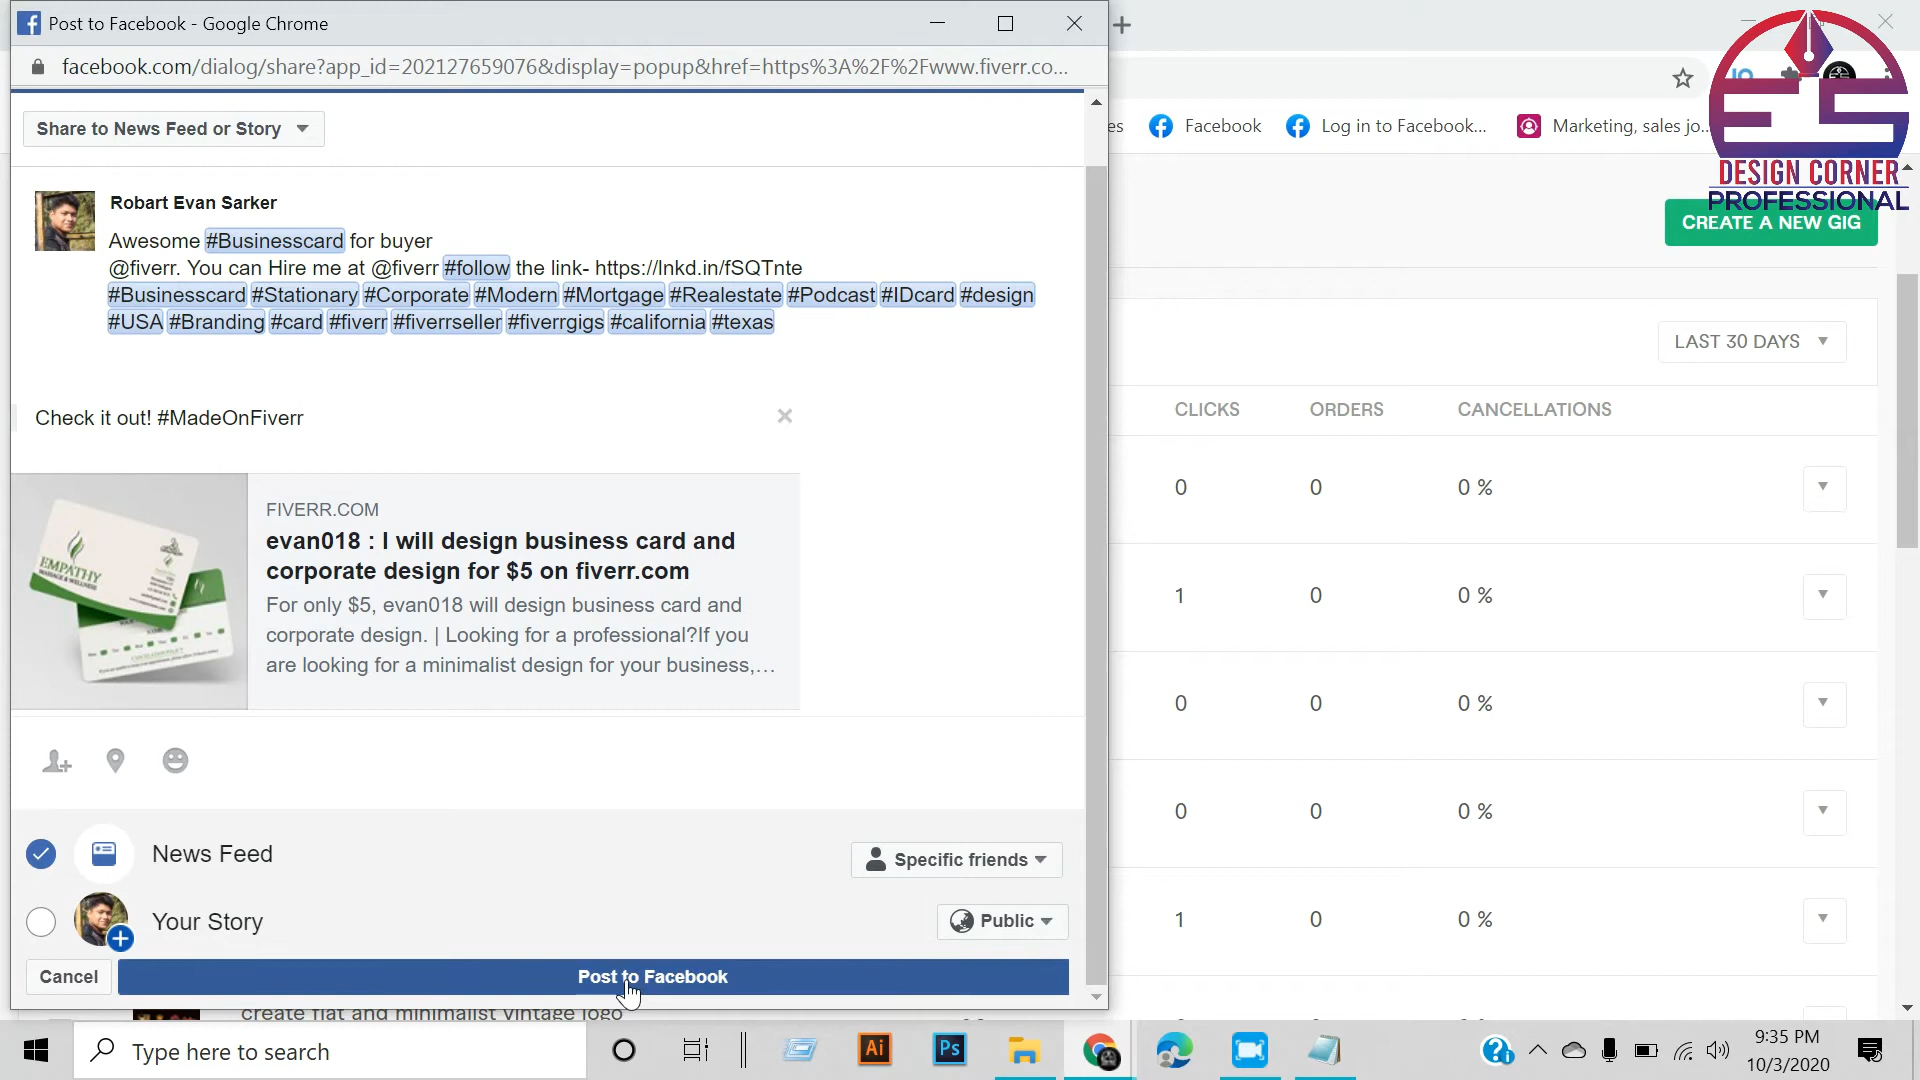 Post to Facebook - Google Chrome
facebook.com/dialog/share?app_id=202127659076&display=popup&href=https%3A%2F%2Fwww.fiverr.co...
Share to News Feed or Story
Robart Evan Sarker
Awesome #Businesscard for buyer
@fiverr. You can Hire me at @fiverr #follow the link- https://lnkd.in/fSQTnte
#Businesscard #Stationary #Corporate #Modern #Mortgage #Realestate #Podcast #IDcard #design
#USA #Branding #card #fiverr #fiverrseller #fiverrgigs #california #texas
Check it out! #MadeOnFiverr
EMPATHY
MASSAGE & WELLNESS
FIVERR.COM
evan018 : I will design business card and
corporate design for $5 on fiverr.com
For only $5, evan018 will design business card and
corporate design. | Looking for a professional?If you
are looking for a minimalist design for your business,...
News Feed
Specific friends
Your Story
Public
Cancel
Post to Facebook
create flat and minimalist vintage logo
es
Facebook
Log in to Facebook...
Marketing, sales jo...
ES
DESIGN CORNER
PROFESSIONAL
CREATE A NEW GIG
LAST 30 DAYS
CLICKS ORDERS CANCELLATIONS
0 0 0 %
1 0 0 %
0 0 0 %
0 0 0 %
1 0 0 %
Type here to search
Ai
Ps
9:35 PM
10/3/2020